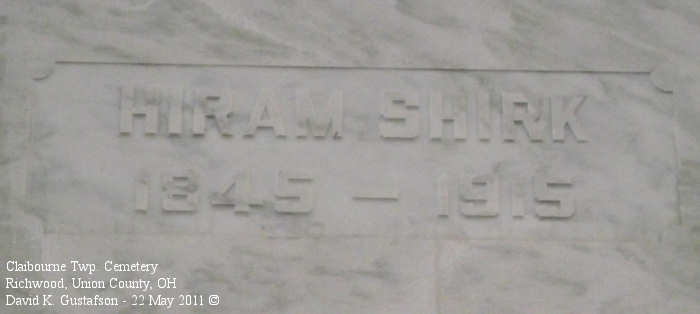 HIRAM SHIRK
1845 – 1915
Claibourne Twp. Cemetery
Richwood, Union County, OH
David K. Gustafson - 22 May 2011 ©